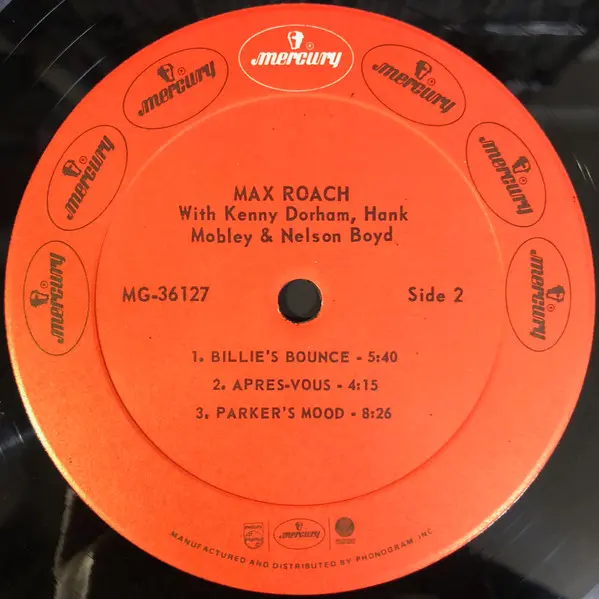 mercury
mercury
mercury
mercury
mercury
mercury
mercury
MAX ROACH
With Kenny Dorham, Hank
Mobley & Nelson Boyd
MG-36127
Side 2
1. BILLIE'S BOUNCE - 5:40
2. APRES-VOUS - 4:15
3. PARKER'S MOOD - 8:26
PHILIPS
mercury
MANUFACTURED AND DISTRIBUTED BY PHONOGRAM, INC.